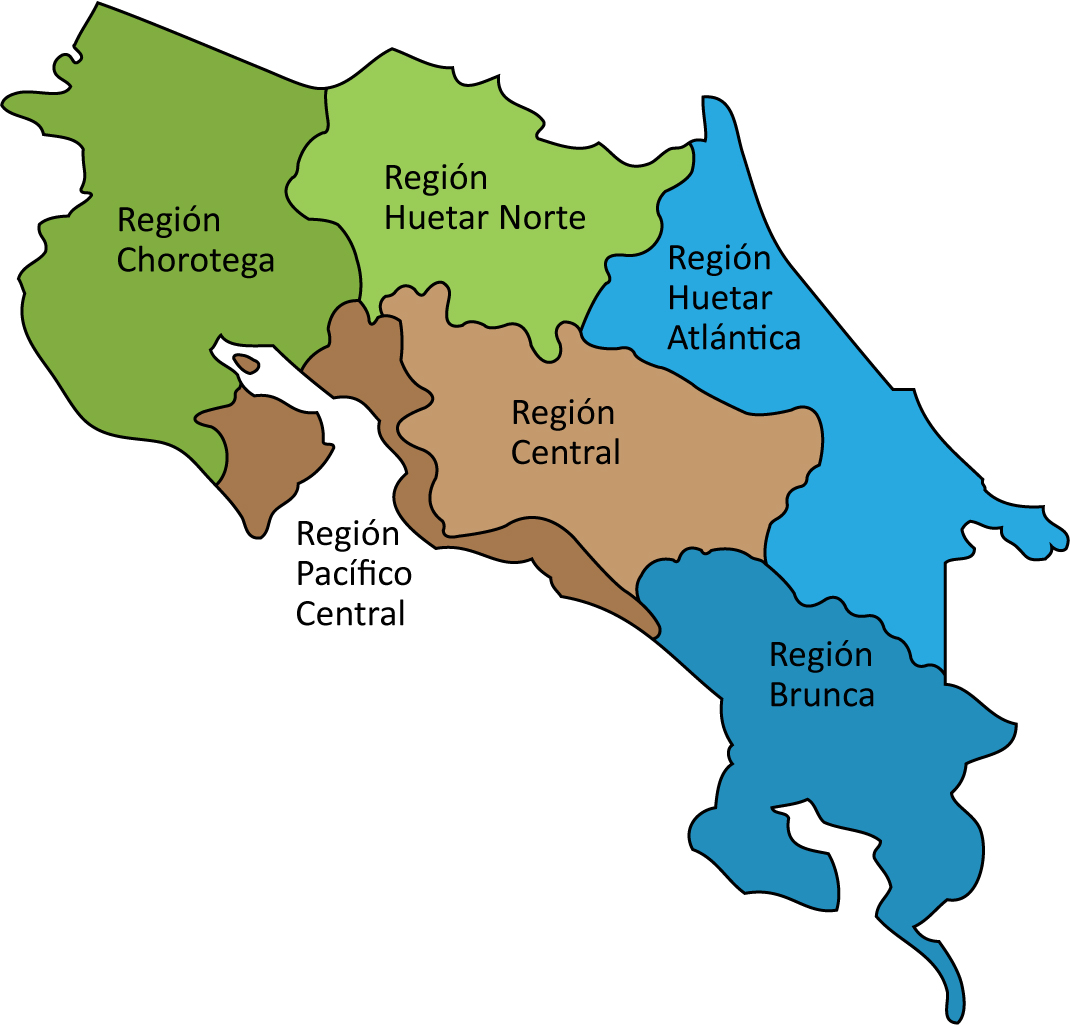 Región
Chorotega
Región
Huetar Norte
Región
Huetar
Atlántica
Región
Central
Región
Pacífico
Central
Región
Brunca